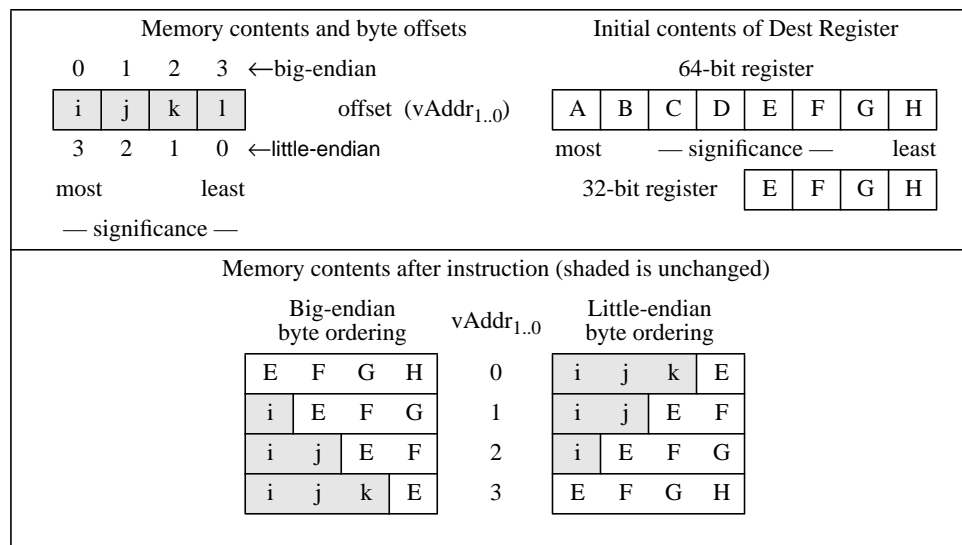 Memory contents and byte offsets
0 1 2 3 ←big-endian
i j k l offset (vAddr1..0)
3 2 1 0 ←little-endian
most least
— significance —
Initial contents of Dest Register
64-bit register
A B C D E F G H
most — significance — least
32-bit register E F G H
Memory contents after instruction (shaded is unchanged)
Big-endian
byte ordering
vAddr1..0
Little-endian
byte ordering
E F G H 0 i j k E
i E F G 1 i j E F
i j E F 2 i E F G
i j k E 3 E F G H